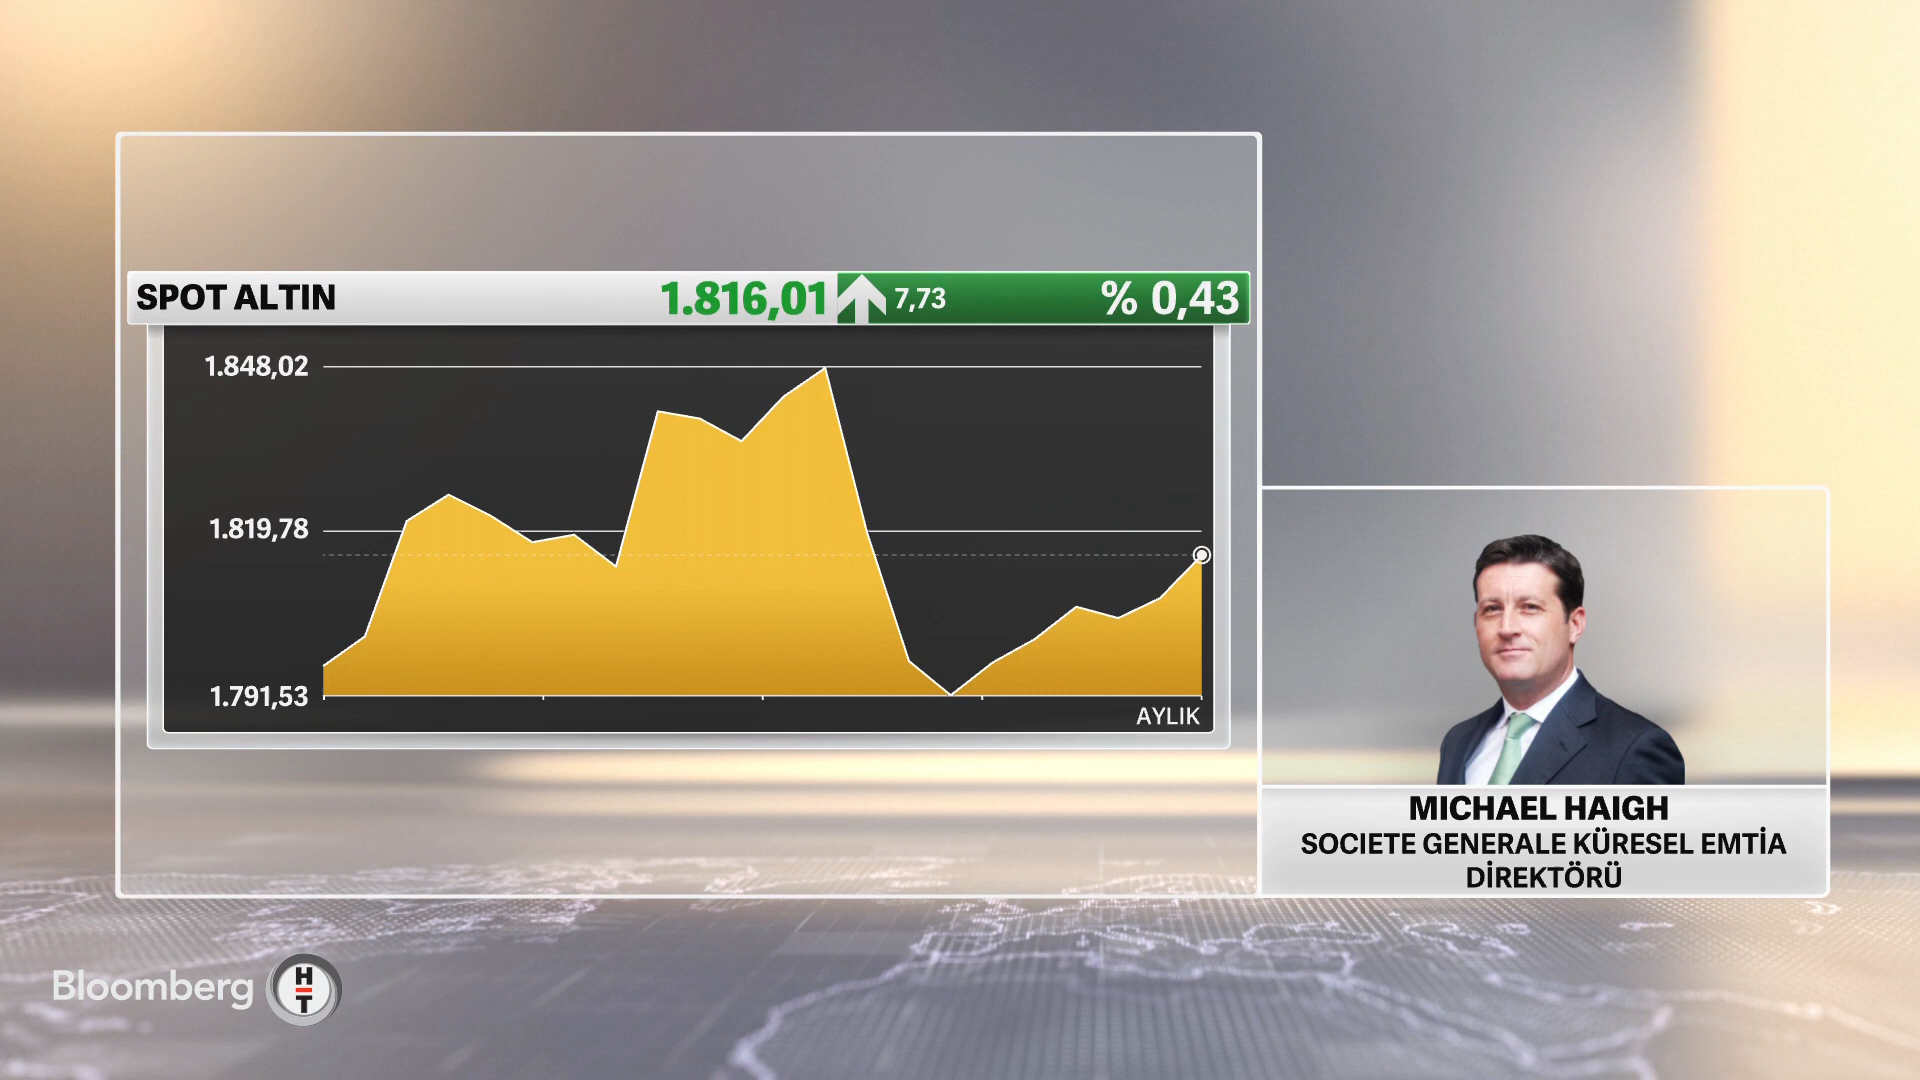 SPOT ALTIN 1.816,01 7,73 % 0,43
1.848,02
1.819,78
1.791,53
AYLIK
MICHAEL HAIGH
SOCIETE GENERALE KÜRESEL EMTİA
DİREKTÖRÜ
Bloomberg HT